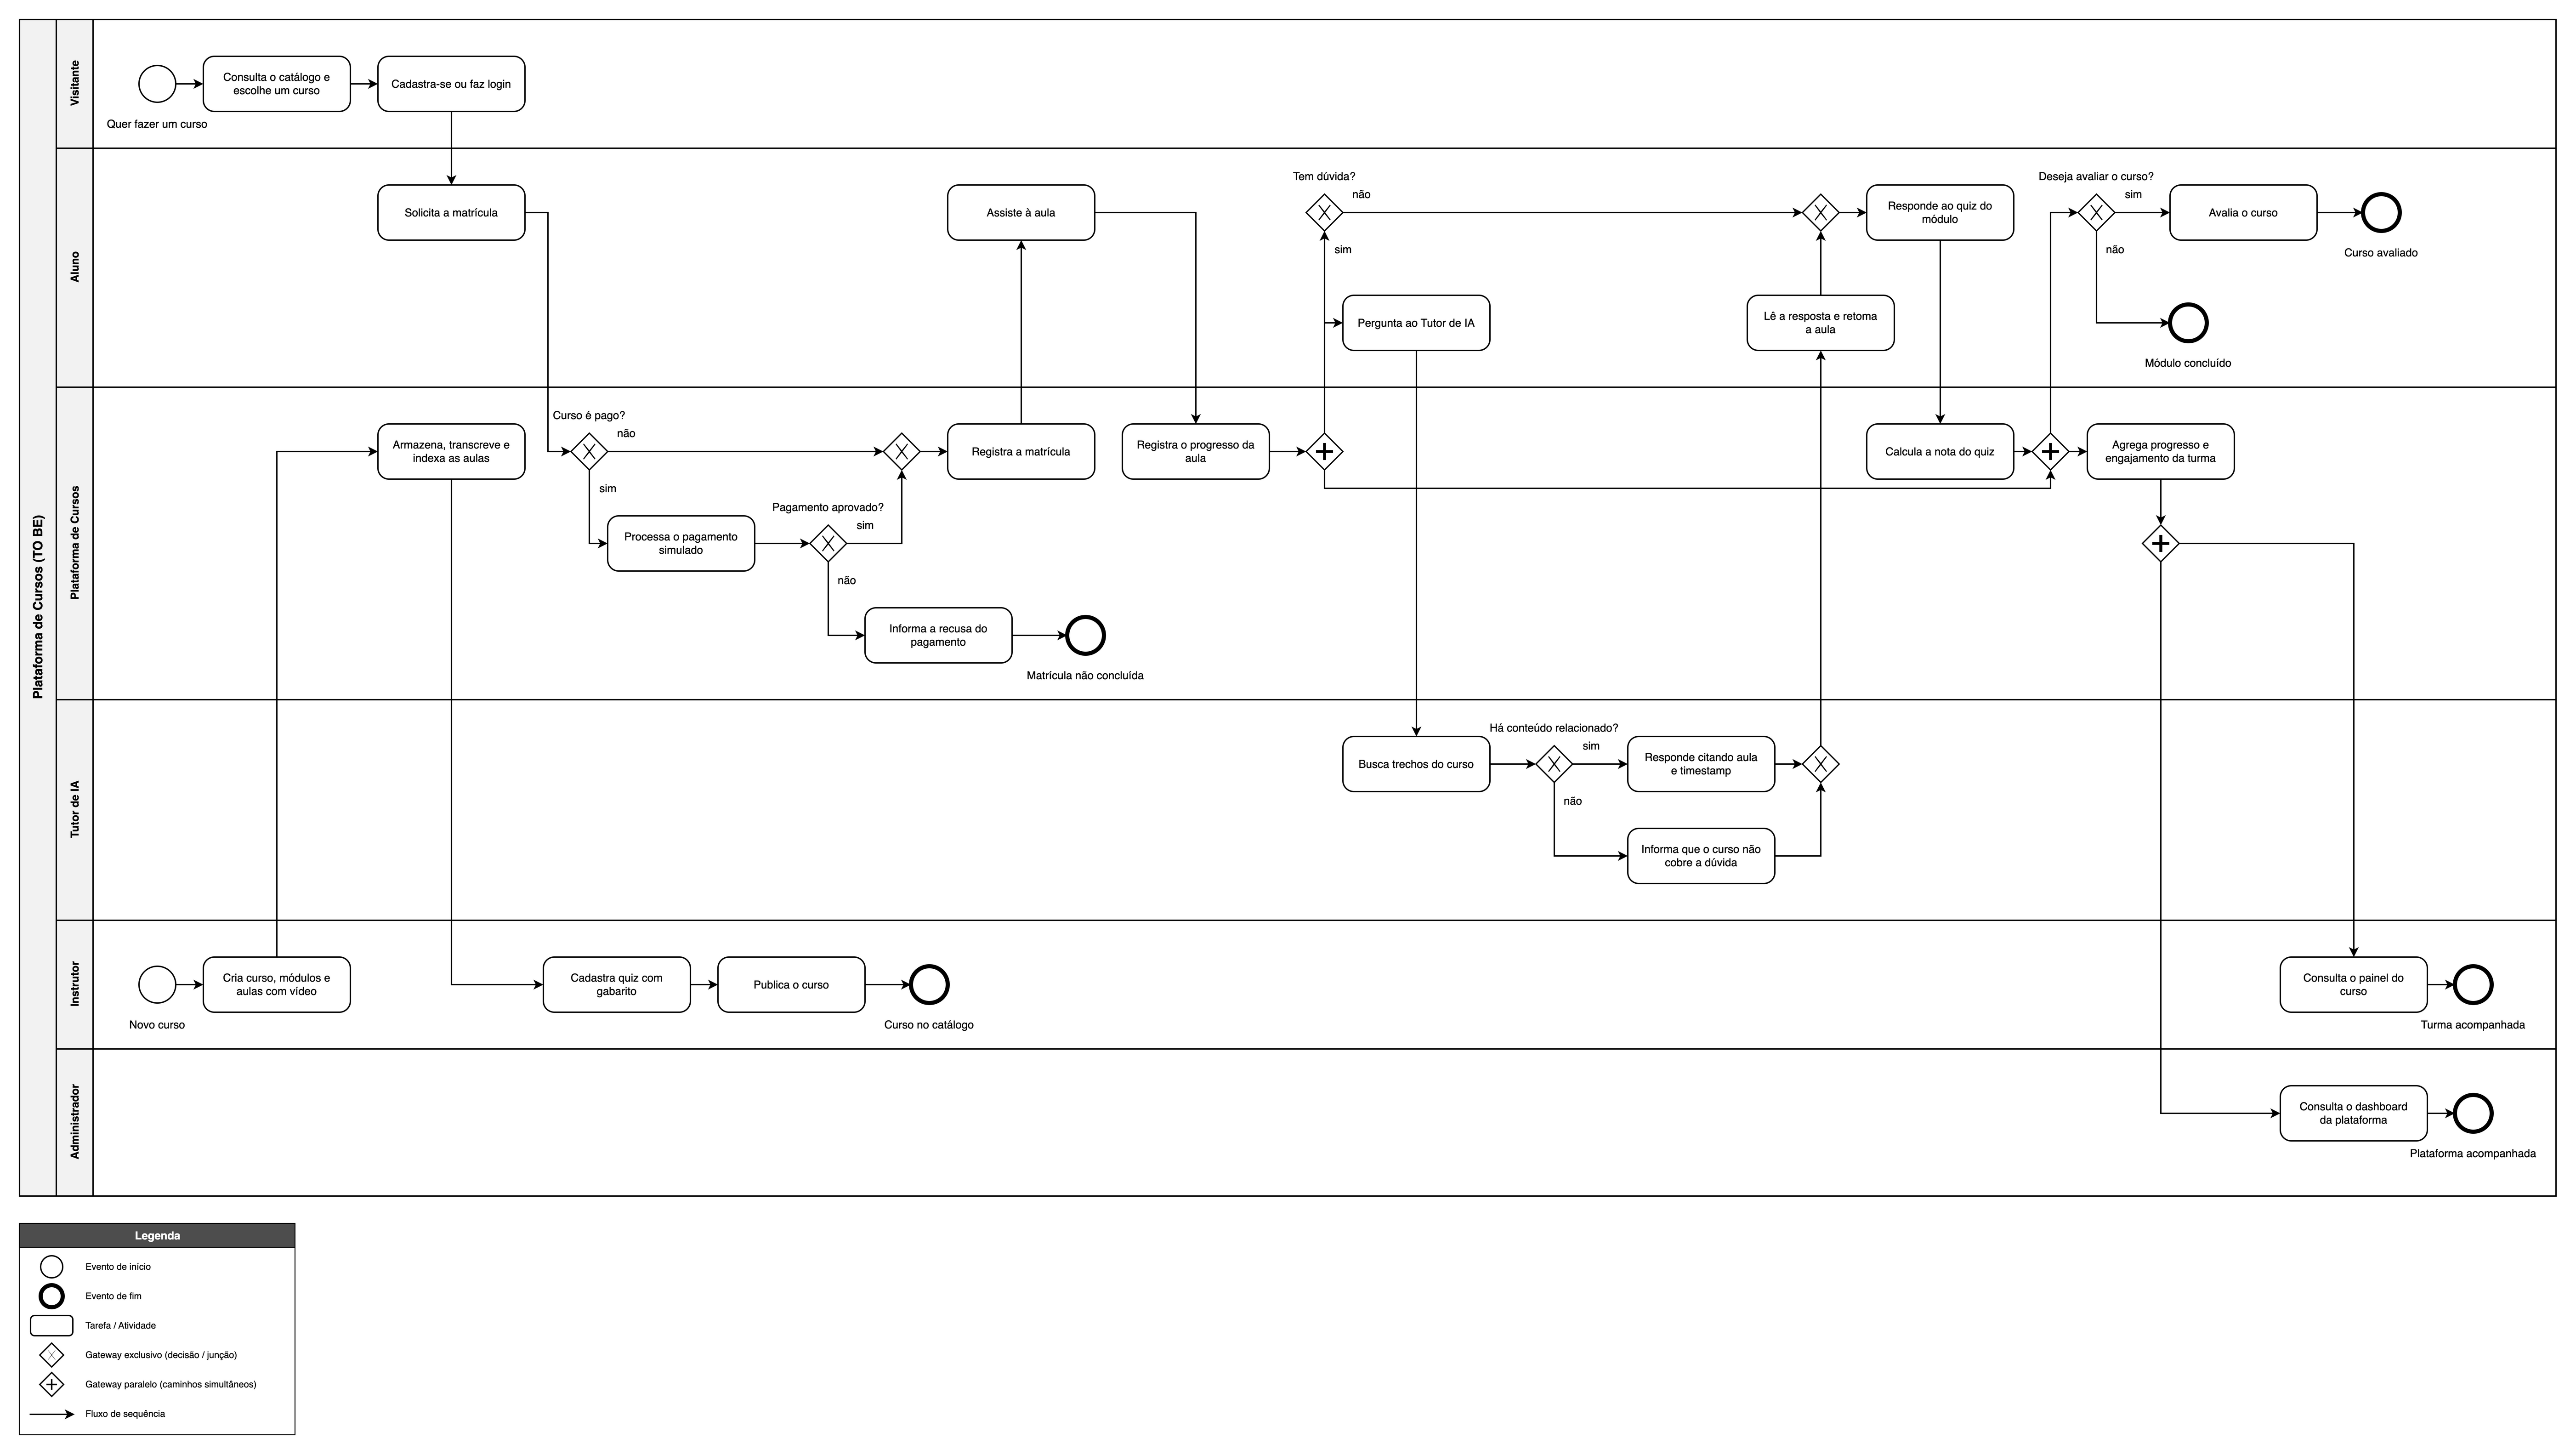 Plataforma de Cursos (TO BE)
Visitante
Quer fazer um curso
Consulta o catálogo e
escolhe um curso
Cadastra-se ou faz login
Aluno
Solicita a matrícula
Assiste à aula
Tem dúvida?
não
sim
Pergunta ao Tutor de IA
Lê a resposta e retoma
a aula
Responde ao quiz do
módulo
Deseja avaliar o curso?
sim
não
Avalia o curso
Curso avaliado
Módulo concluído
Plataforma de Cursos
Armazena, transcreve e
indexa as aulas
Curso é pago?
não
sim
Processa o pagamento
simulado
Pagamento aprovado?
sim
não
Informa a recusa do
pagamento
Matrícula não concluída
Registra a matrícula
Registra o progresso da
aula
Calcula a nota do quiz
Agrega progresso e
engajamento da turma
Tutor de IA
Busca trechos do curso
Há conteúdo relacionado?
sim
não
Responde citando aula
e timestamp
Informa que o curso não
cobre a dúvida
Instrutor
Novo curso
Cria curso, módulos e
aulas com vídeo
Cadastra quiz com
gabarito
Publica o curso
Curso no catálogo
Consulta o painel do
curso
Turma acompanhada
Administrador
Consulta o dashboard
da plataforma
Plataforma acompanhada
Legenda
Evento de início
Evento de fim
Tarefa / Atividade
Gateway exclusivo (decisão / junção)
Gateway paralelo (caminhos simultâneos)
Fluxo de sequência